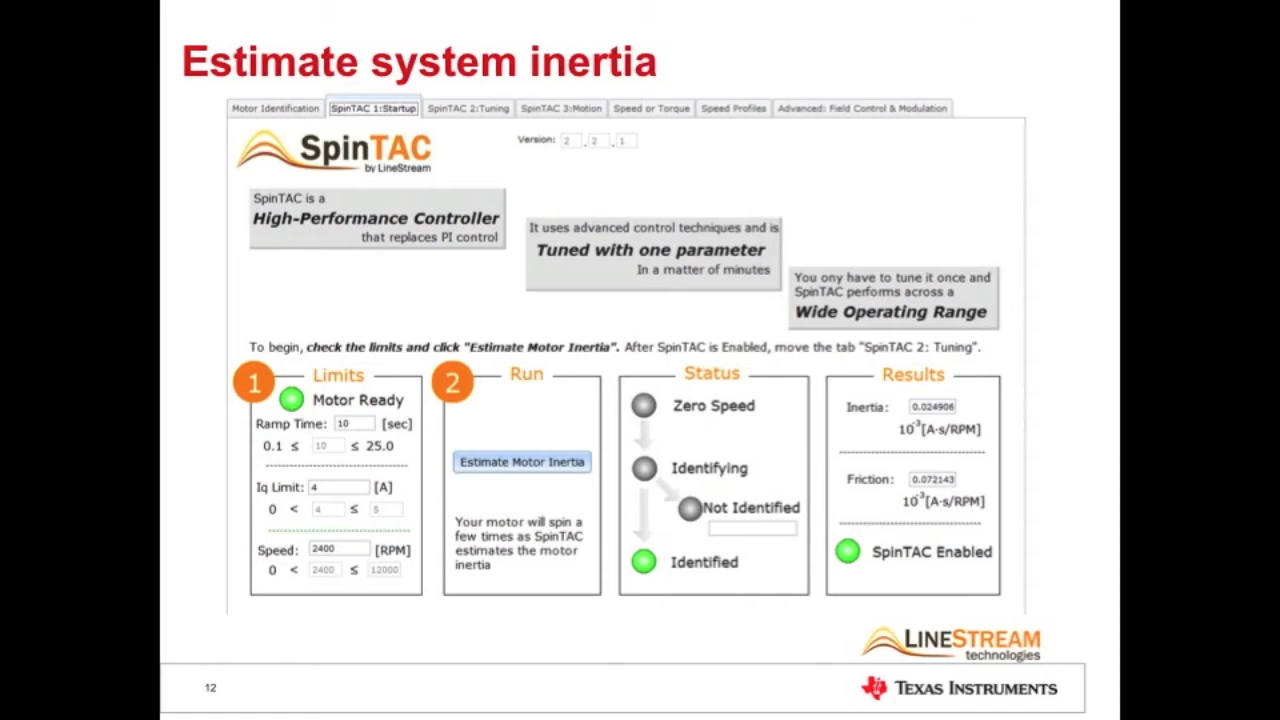 Estimate system inertia
Motor Identification SpinTAC 1:Startup SpinTAC 2:Tuning SpinTAC 3:Motion Speed or Torque Speed Profiles Advanced: Field Control & Modulation
SpinTAC
by LineStream
Version: 2 . 2 . 1
SpinTAC is a
High-Performance Controller
that replaces PI control
It uses advanced control techniques and is
Tuned with one parameter
In a matter of minutes
You ony have to tune it once and
SpinTAC performs across a
Wide Operating Range
To begin, check the limits and click "Estimate Motor Inertia". After SpinTAC is Enabled, move the tab "SpinTAC 2: Tuning".
1 Limits
Motor Ready
Ramp Time: 10 [sec]
0.1 ≤ 10 ≤ 25.0
Iq Limit: 4 [A]
0 < 4 ≤ 5
Speed: 2400 [RPM]
0 < 2400 ≤ 12000
2 Run
Estimate Motor Inertia
Your motor will spin a
few times as SpinTAC
estimates the motor
inertia
Status
Zero Speed
Identifying
Not Identified
Identified
Results
Inertia: 0.024906
10⁻³[A·s/RPM]
Friction: 0.072143
10⁻³[A·s/RPM]
SpinTAC Enabled
LINESTREAM
technologies
12
TEXAS INSTRUMENTS